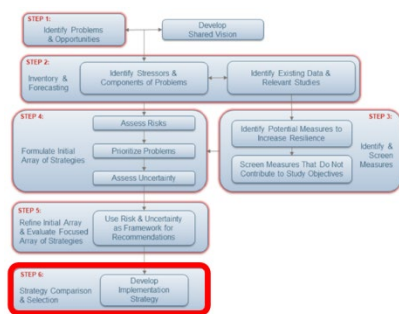 STEP 1:
Identify Problems
& Opportunities
Develop
Shared Vision
STEP 2:
Inventory &
Forecasting
Identify Stressors &
Components of Problems
Identify Existing Data &
Relevant Studies
STEP 4:
Formulate Initial
Array of Strategies
Assess Risks
Prioritize Problems
Assess Uncertainty
STEP 3:
Identify Potential Measures to
Increase Resilience
Screen Measures That Do Not
Contribute to Study Objectives
Identify &
Screen
Measures
STEP 5:
Refine Initial Array
& Evaluate Focused
Array of Strategies
Use Risk & Uncertainty
as Framework for
Recommendations
STEP 6:
Strategy Comparison
& Selection
Develop
Implementation
Strategy